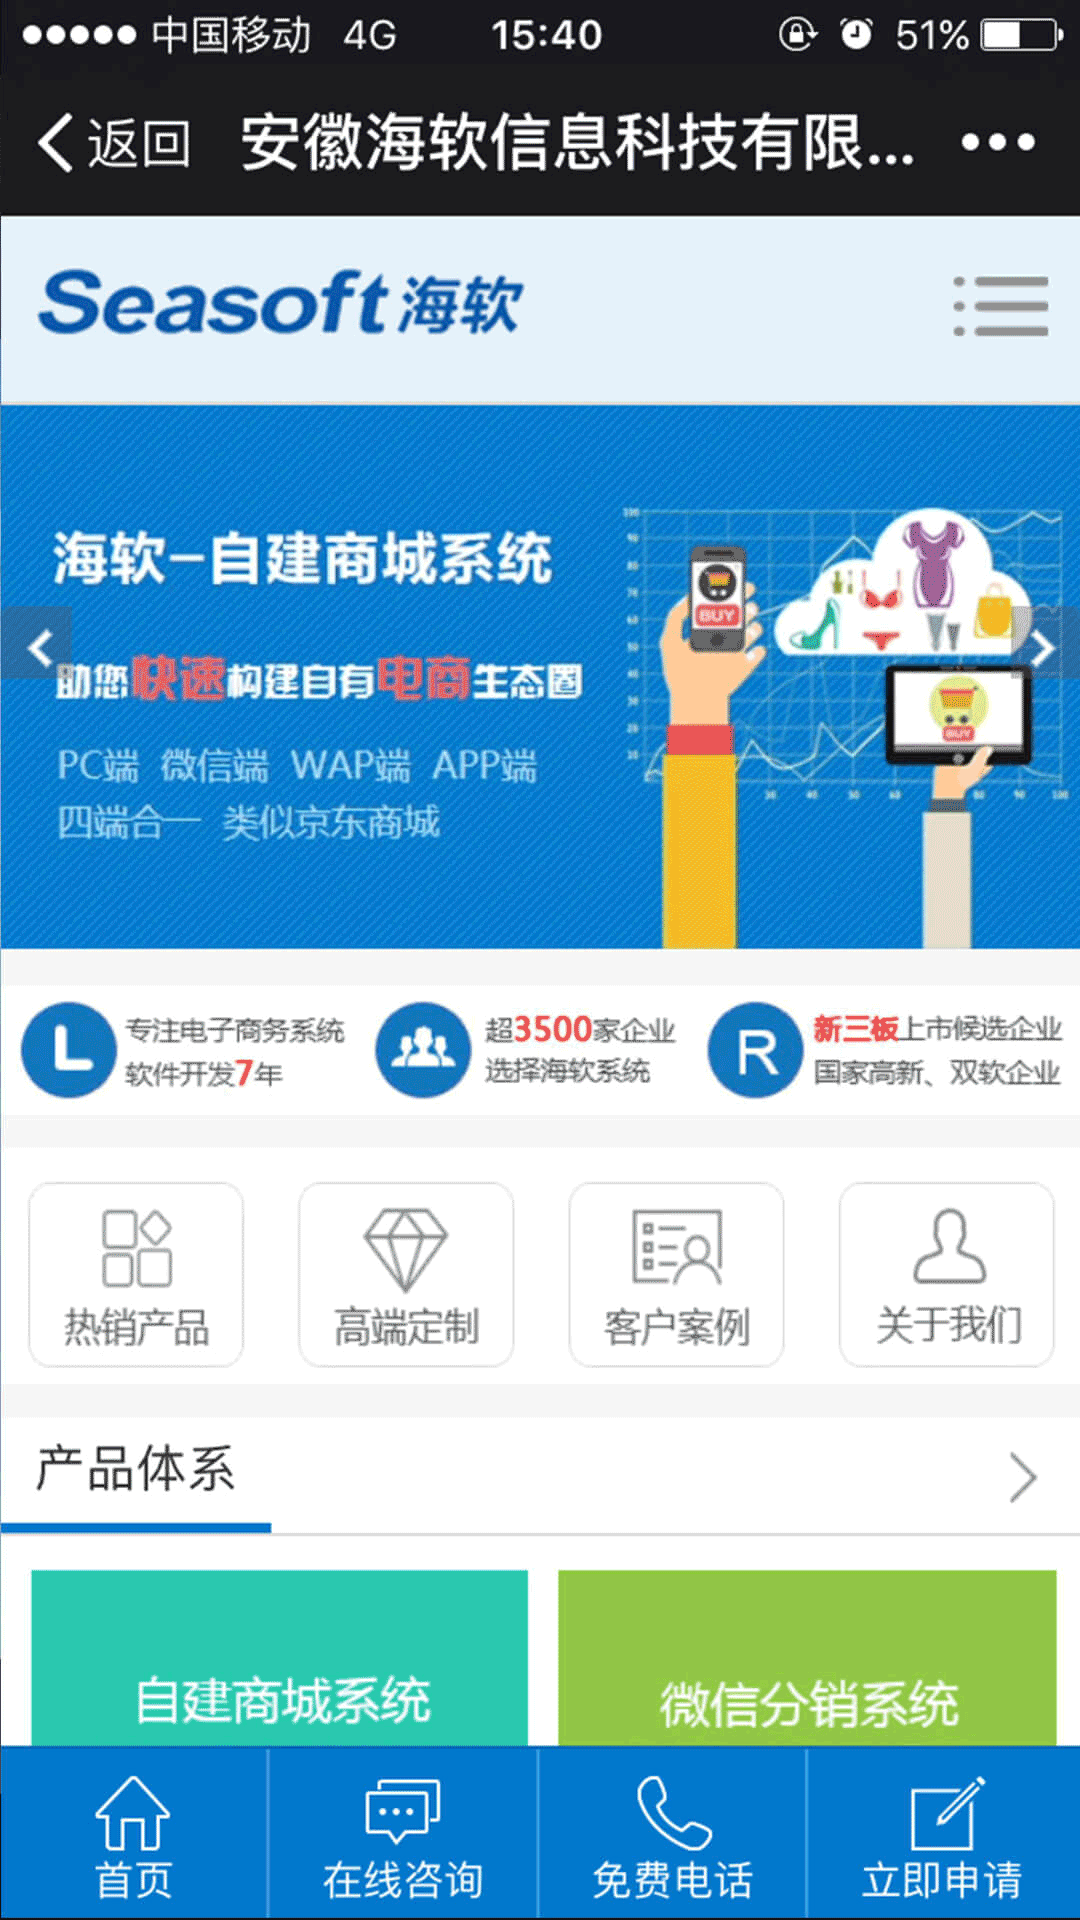 中国移动 4G 15:40 51%
返回 安徽海软信息科技有限...
Seasoft 海软
海软-自建商城系统
助您快速构建自有电商生态圈
PC端 微信端 WAP端 APP端
四端合一 类似京东商城
BUY
BUY
专注电子商务系统
软件开发7年
超3500家企业
选择海软系统
新三板上市候选企业
国家高新、双软企业
热销产品 高端定制 客户案例 关于我们
产品体系
自建商城系统 微信分销系统
首页 在线咨询 免费电话 立即申请